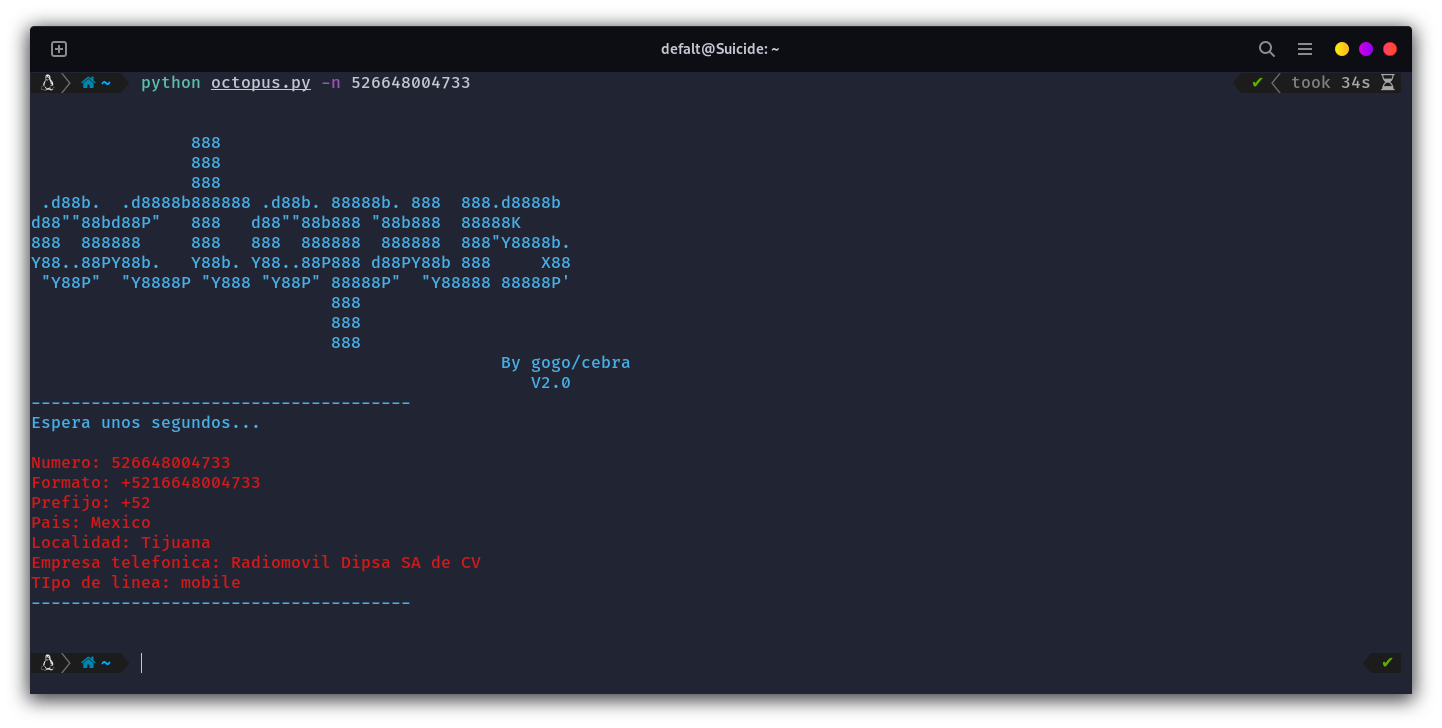 defalt@Suicide: ~
~ python octopus.py -n 526648004733 ✔ took 34s
               888
               888
               888
 .d88b.  .d8888b888888 .d88b. 88888b. 888  888.d8888b
d88""88bd88P"   888   d88""88b888 "88b888  88888K
888  888888     888   888  888888  888888  888"Y8888b.
Y88..88PY88b.   Y88b. Y88..88P888 d88PY88b 888     X88
 "Y88P"  "Y8888P "Y888 "Y88P" 88888P"  "Y88888 88888P'
                              888
                              888
                              888
By gogo/cebra
V2.0
--------------------------------------
Espera unos segundos...
Numero: 526648004733
Formato: +5216648004733
Prefijo: +52
Pais: Mexico
Localidad: Tijuana
Empresa telefonica: Radiomovil Dipsa SA de CV
TIpo de linea: mobile
--------------------------------------
~ ✔